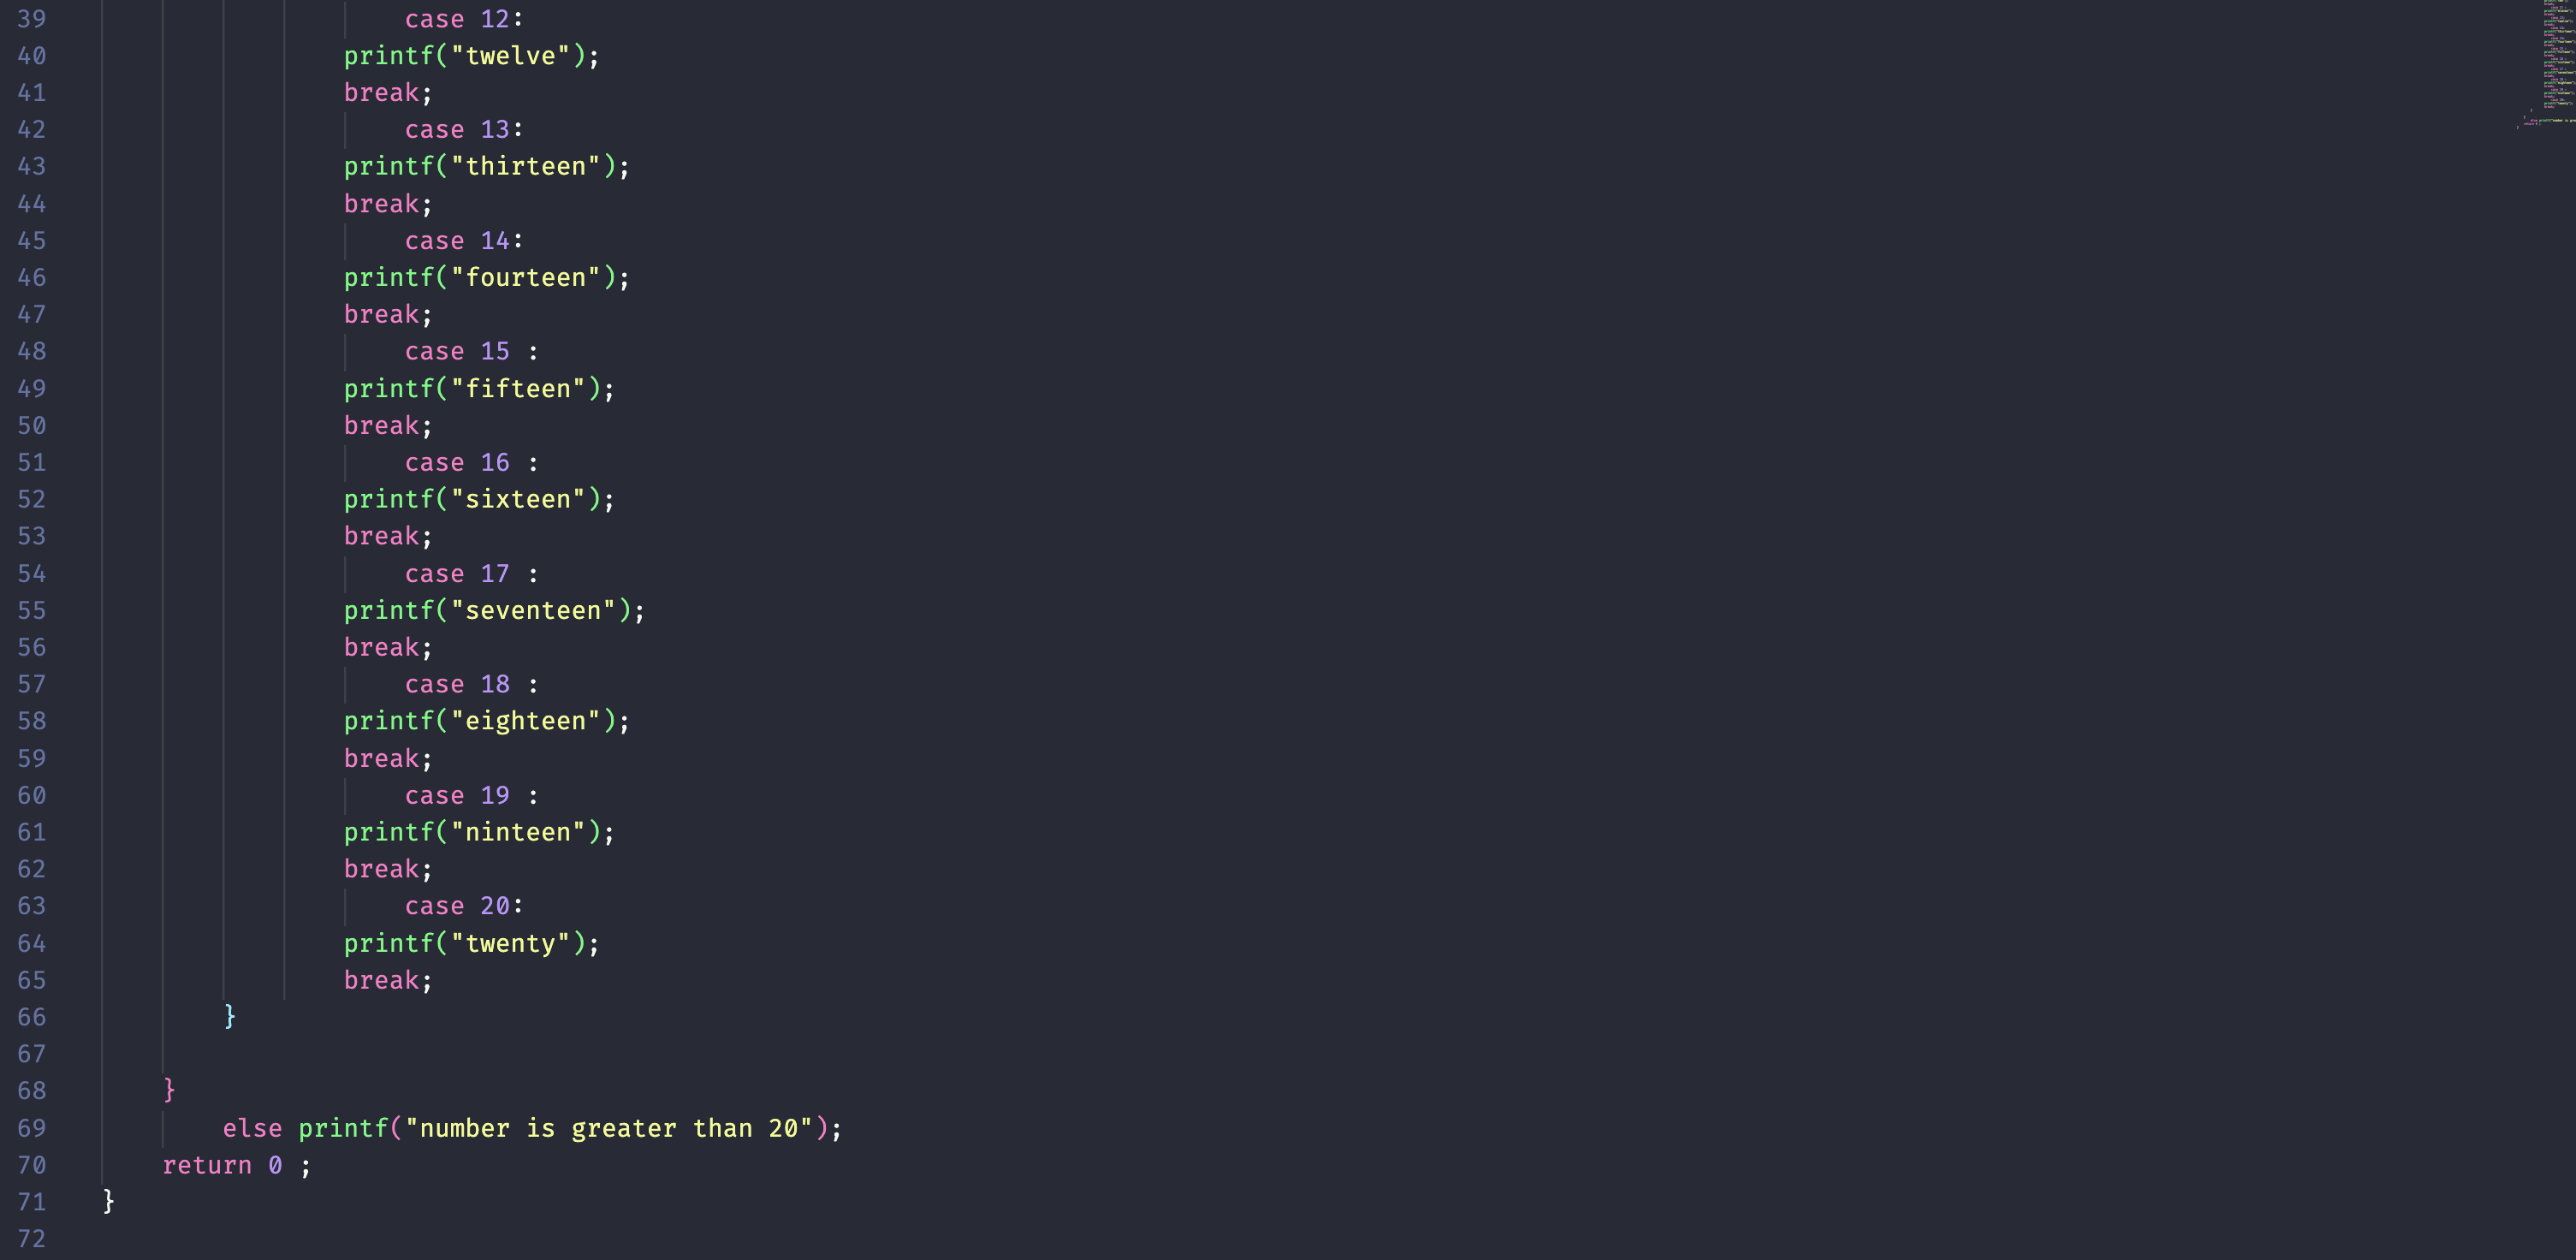 39 case 12:
40 printf("twelve");
41 break;
42 case 13:
43 printf("thirteen");
44 break;
45 case 14:
46 printf("fourteen");
47 break;
48 case 15 :
49 printf("fifteen");
50 break;
51 case 16 :
52 printf("sixteen");
53 break;
54 case 17 :
55 printf("seventeen");
56 break;
57 case 18 :
58 printf("eighteen");
59 break;
60 case 19 :
61 printf("ninteen");
62 break;
63 case 20:
64 printf("twenty");
65 break;
66 }
67
68 }
69 else printf("number is greater than 20");
70 return 0 ;
71 }
72